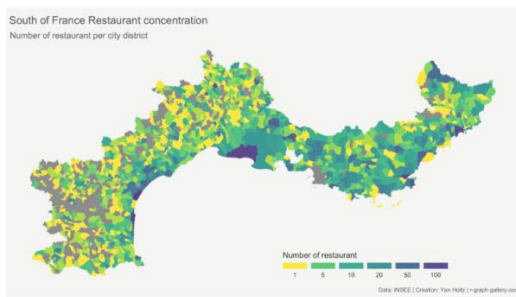 South of France Restaurant concentration
Number of restaurant per city district
Number of restaurant
1 5 10 20 50 100
Data: INSEE | Creation: Yan Holtz | r-graph-gallery.com